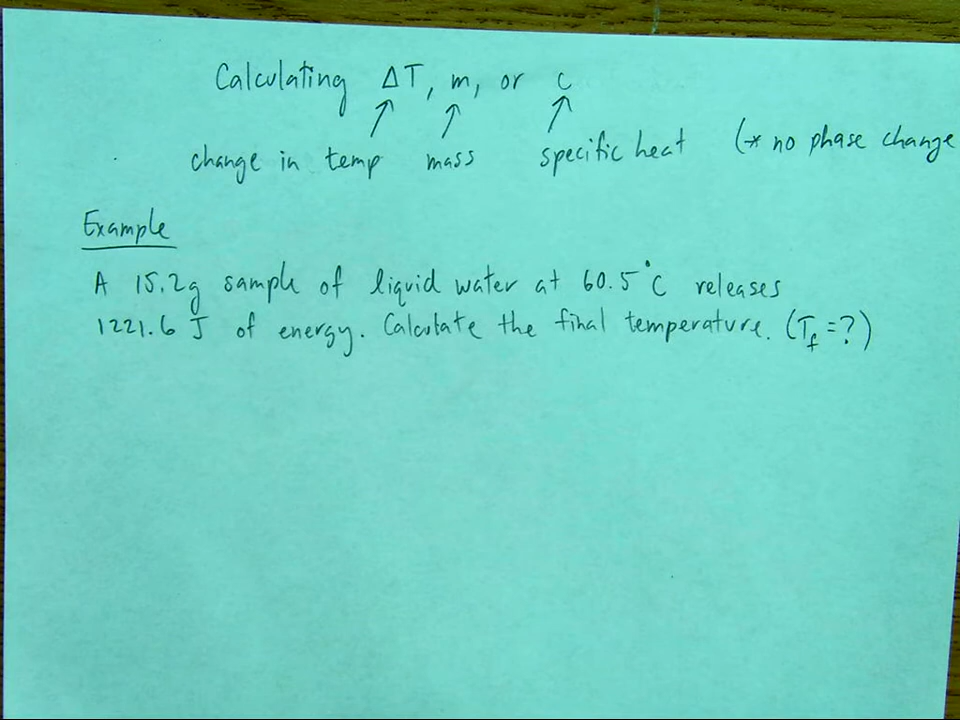 Calculating ΔT, m, or c
change in temp mass specific heat (* no phase change
Example
A 15.2g sample of liquid water at 60.5°C releases
1221.6 J of energy. Calculate the final temperature. (Tf=?)